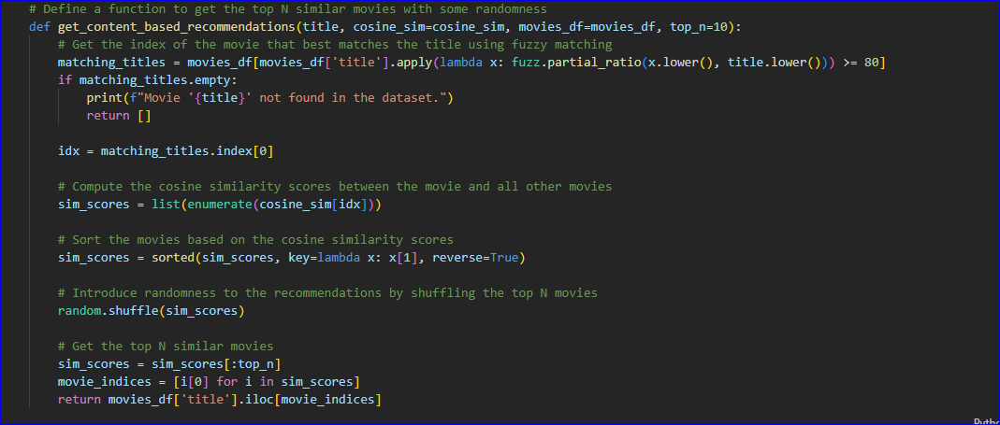 # Define a function to get the top N similar movies with some randomness
def get_content_based_recommendations(title, cosine_sim=cosine_sim, movies_df=movies_df, top_n=10):
    # Get the index of the movie that best matches the title using fuzzy matching
    matching_titles = movies_df[movies_df['title'].apply(lambda x: fuzz.partial_ratio(x.lower(), title.lower())) >= 80]
    if matching_titles.empty:
        print(f"Movie '{title}' not found in the dataset.")
        return []
    idx = matching_titles.index[0]
    # Compute the cosine similarity scores between the movie and all other movies
    sim_scores = list(enumerate(cosine_sim[idx]))
    # Sort the movies based on the cosine similarity scores
    sim_scores = sorted(sim_scores, key=lambda x: x[1], reverse=True)
    # Introduce randomness to the recommendations by shuffling the top N movies
    random.shuffle(sim_scores)
    # Get the top N similar movies
    sim_scores = sim_scores[:top_n]
    movie_indices = [i[0] for i in sim_scores]
    return movies_df['title'].iloc[movie_indices]